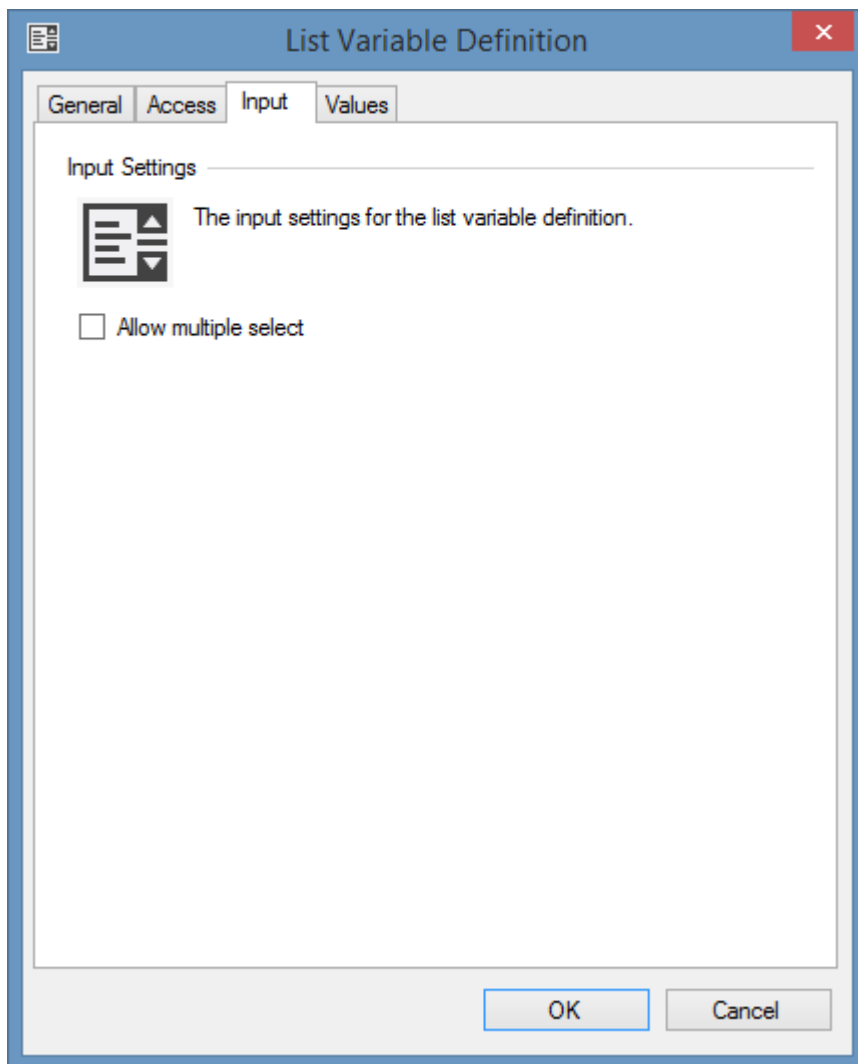 List Variable Definition
General Access Input Values
Input Settings
The input settings for the list variable definition.
Allow multiple select
OK Cancel